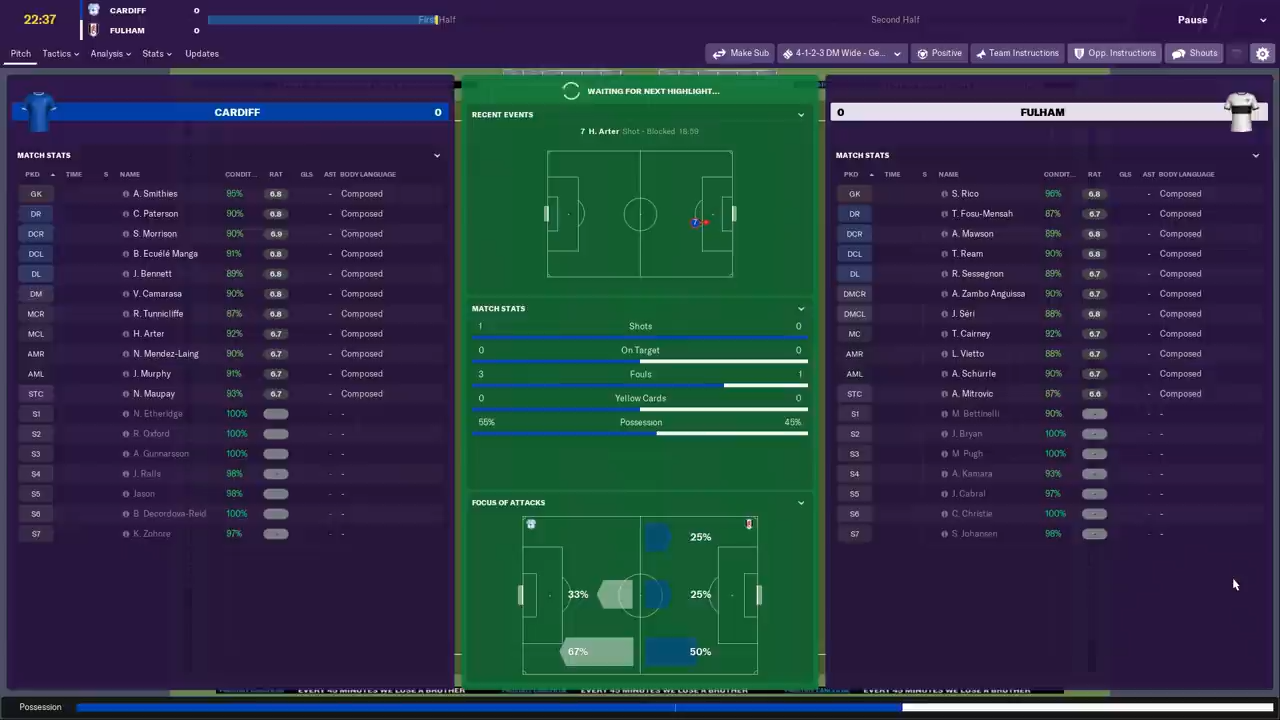 22:37
CARDIFF 0
FULHAM 0
First Half
Second Half
Pause
Pitch Tactics Analysis Stats Updates
Make Sub 4-1-2-3 DM Wide - Ge... Positive Team Instructions Opp. Instructions Shouts
CARDIFF 0
MATCH STATS
PKD TIME S NAME CONDIT... RAT GLS AST BODY LANGUAGE
GK A. Smithies 95% 6.8 - Composed
DR C. Paterson 90% 6.8 - Composed
DCR S. Morrison 90% 6.9 - Composed
DCL B. Ecuélé Manga 91% 6.8 - Composed
DL J. Bennett 89% 6.8 - Composed
DM V. Camarasa 90% 6.8 - Composed
MCR R. Tunnicliffe 87% 6.8 - Composed
MCL H. Arter 92% 6.7 - Composed
AMR N. Mendez-Laing 90% 6.7 - Composed
AML J. Murphy 91% 6.7 - Composed
STC N. Maupay 93% 6.7 - Composed
S1 N. Etheridge 100% - -
S2 R. Oxford 100% - -
S3 A. Gunnarsson 100% - -
S4 J. Ralls 98% - - -
S5 Jason 98% - -
S6 B. Decordova-Reid 100% - -
S7 K. Zohore 97% - - -
WAITING FOR NEXT HIGHLIGHT...
RECENT EVENTS
7 H. Arter Shot - Blocked 18:59
7
MATCH STATS
1 Shots 0
0 On Target 0
3 Fouls 1
0 Yellow Cards 0
55% Possession 45%
FOCUS OF ATTACKS
25%
33% 25%
67% 50%
0 FULHAM
MATCH STATS
PKD TIME S NAME CONDIT... RAT GLS AST BODY LANGUAGE
GK S. Rico 96% 6.8 - Composed
DR T. Fosu-Mensah 87% 6.7 - Composed
DCR A. Mawson 89% 6.8 - Composed
DCL T. Ream 90% 6.8 - Composed
DL R. Sessegnon 89% 6.7 - Composed
DMCR A. Zambo Anguissa 90% 6.7 - Composed
DMCL J. Séri 88% 6.8 - Composed
MC T. Cairney 92% 6.7 - Composed
AMR L. Vietto 88% 6.7 - Composed
AML A. Schürrle 90% 6.7 - Composed
STC A. Mitrovic 87% 6.6 - Composed
S1 M. Bettinelli 90% - - -
S2 J. Bryan 100% - - -
S3 M. Pugh 100% - - -
S4 A. Kamara 93% - - -
S5 J. Cabral 97% - - -
S6 C. Christie 100% - - -
S7 S. Johansen 98% - - -
EVERY 45 MINUTES WE LOSE A BROTHER EVERY 45 MINUTES WE LOSE A BROTHER EVERY 45 MINUTES WE LOSE A BROTHER
Possession